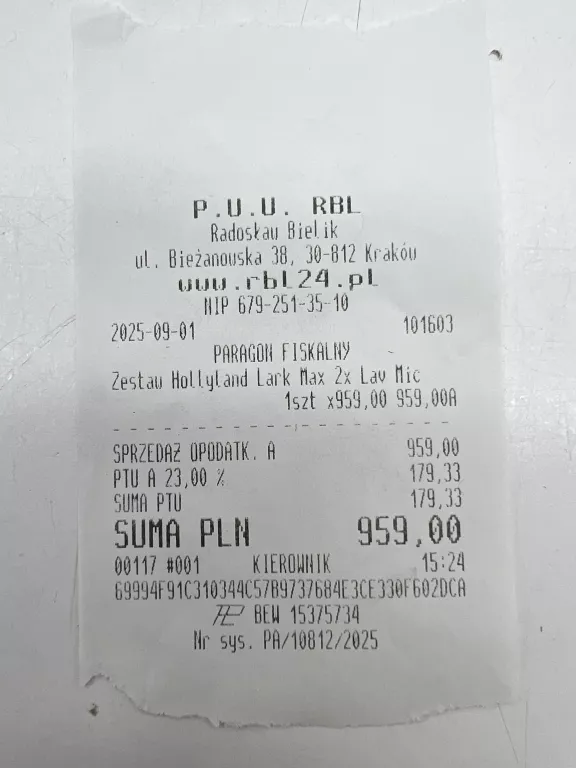 P.U.U. RBL
Radosław Bielik
ul. Bieżanowska 38, 30-812 Kraków
www.rbl24.pl
NIP 679-251-35-10
2025-09-01 101603
PARAGON FISKALNY
Zestaw Hollyland Lark Max 2x Lav Mic
1szt x959,00 959,00A
SPRZEDAŻ OPODATK. A 959,00
PTU A 23,00 % 179,33
SUMA PTU 179,33
SUMA PLN 959,00
00117 #001 KIEROWNIK 15:24
69994F91C310344C57B9737684E3CE330F602DCA
BEW 15375734
Nr sys. PA/10812/2025